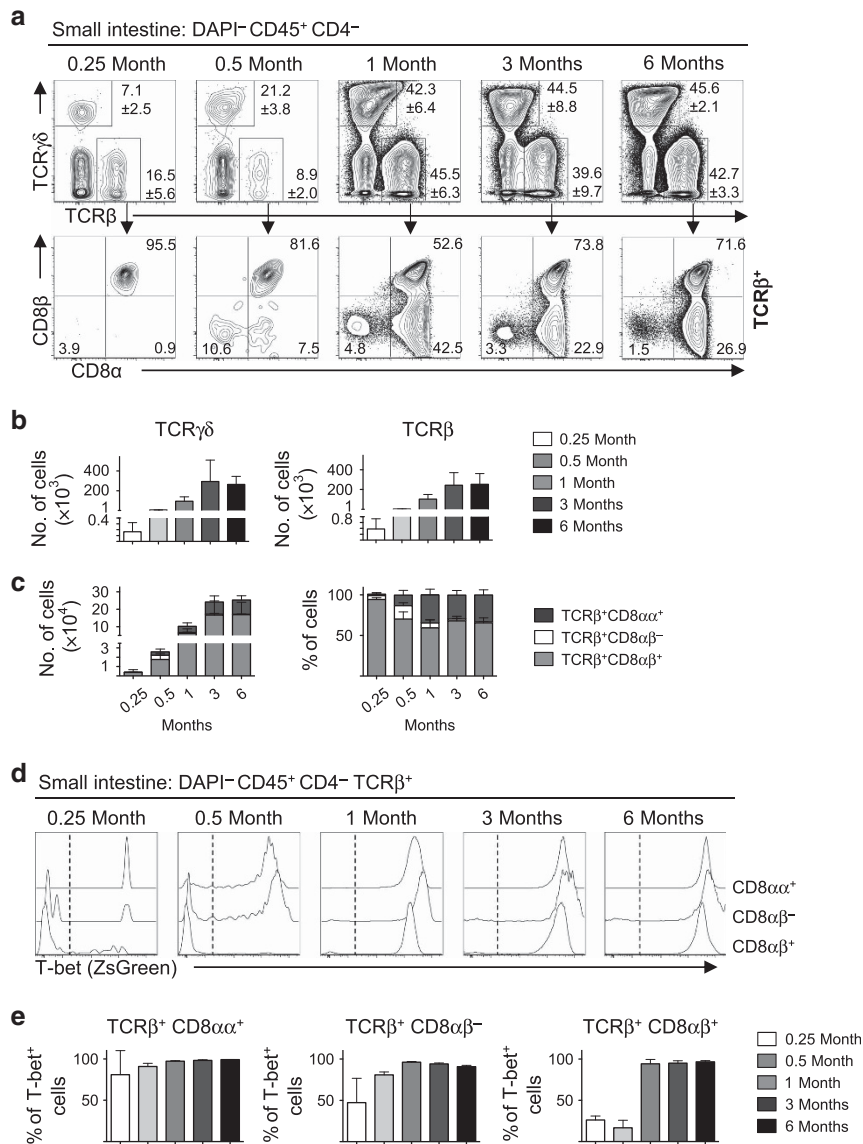 a
Small intestine: DAPI⁻ CD45⁺ CD4⁻
0.25 Month 0.5 Month 1 Month 3 Months 6 Months
7.1 ±2.5 21.2 ±3.8 42.3 ±6.4 44.5 ±8.8 45.6 ±2.1
TCRγδ
16.5 ±5.6 8.9 ±2.0 45.5 ±6.3 39.6 ±9.7 42.7 ±3.3
TCRβ
95.5 81.6 52.6 73.8 71.6
CD8β
TCRβ⁺
3.9 0.9 10.6 7.5 4.8 42.5 3.3 22.9 1.5 26.9
CD8α
b
TCRγδ TCRβ
No. of cells (×10³)
400
200
1
0.4
No. of cells (×10³)
400
200
1
0.8
0.25 Month
0.5 Month
1 Month
3 Months
6 Months
c
No. of cells (×10⁴)
30
20
10
3
1
0.25 0.5 1 3 6
Months
% of cells
100
50
0.25 0.5 1 3 6
Months
TCRβ⁺CD8αα⁺
TCRβ⁺CD8αβ⁻
TCRβ⁺CD8αβ⁺
d
Small intestine: DAPI⁻ CD45⁺ CD4⁻ TCRβ⁺
0.25 Month 0.5 Month 1 Month 3 Months 6 Months
CD8αα⁺
CD8αβ⁻
CD8αβ⁺
T-bet (ZsGreen)
e
TCRβ⁺ CD8αα⁺ TCRβ⁺ CD8αβ⁻ TCRβ⁺ CD8αβ⁺
% of T-bet⁺ cells
100
50
% of T-bet⁺ cells
100
50
% of T-bet⁺ cells
100
50
0.25 Month
0.5 Month
1 Month
3 Months
6 Months